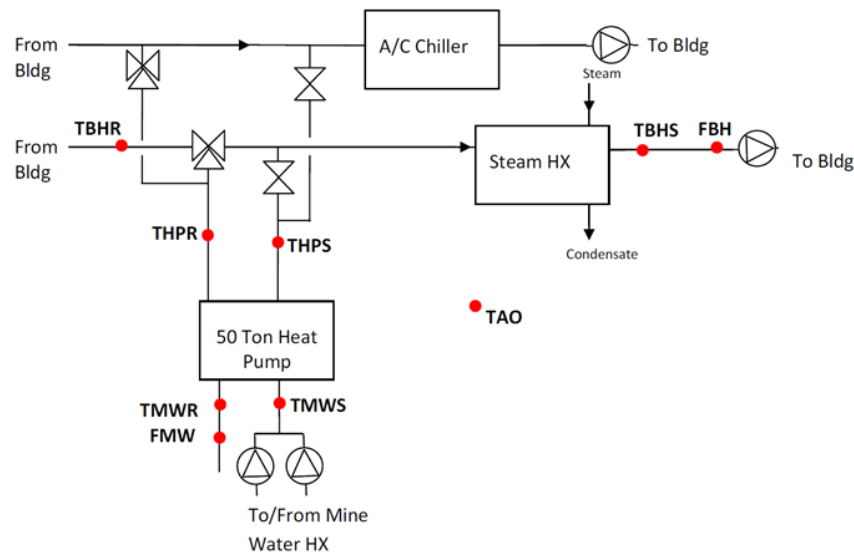 From
Bldg
A/C Chiller
To Bldg
Steam
TBHR
From
Bldg
Steam HX
TBHS
FBH
To Bldg
THPR
THPS
Condensate
TAO
50 Ton Heat
Pump
TMWR
TMWS
FMW
To/From Mine
Water HX